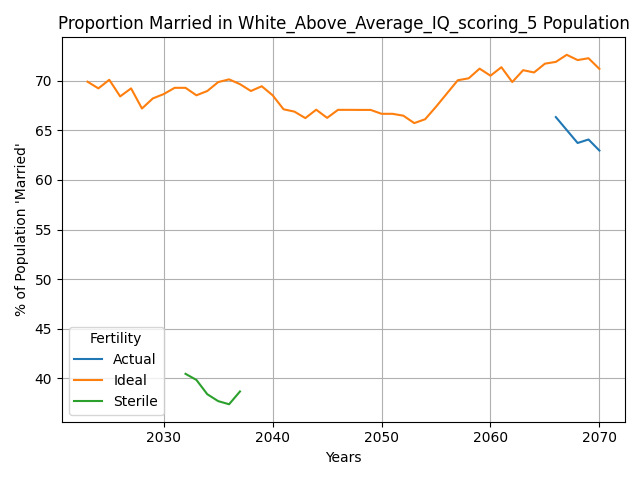 Proportion Married in White_Above_Average_IQ_scoring_5 Population
% of Population 'Married'
70
65
60
55
50
45
40
Fertility
Actual
Ideal
Sterile
2030 2040 2050 2060 2070
Years